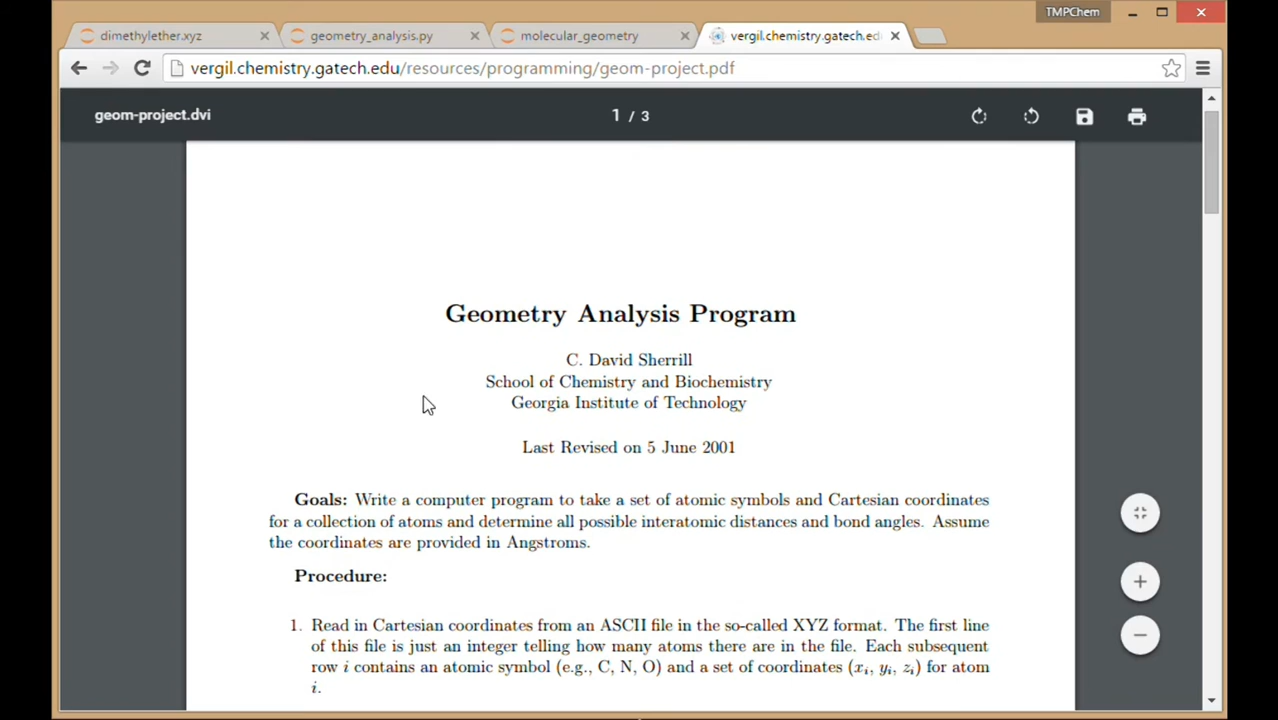 TMPChem
dimethylether.xyz
geometry_analysis.py
molecular_geometry
vergil.chemistry.gatech.ed
vergil.chemistry.gatech.edu/resources/programming/geom-project.pdf
geom-project.dvi
1 / 3
Geometry Analysis Program
C. David Sherrill
School of Chemistry and Biochemistry
Georgia Institute of Technology
Last Revised on 5 June 2001
Goals: Write a computer program to take a set of atomic symbols and Cartesian coordinates
for a collection of atoms and determine all possible interatomic distances and bond angles. Assume
the coordinates are provided in Angstroms.
Procedure:
1. Read in Cartesian coordinates from an ASCII file in the so-called XYZ format. The first line
of this file is just an integer telling how many atoms there are in the file. Each subsequent
row i contains an atomic symbol (e.g., C, N, O) and a set of coordinates (xᵢ, yᵢ, zᵢ) for atom
i.